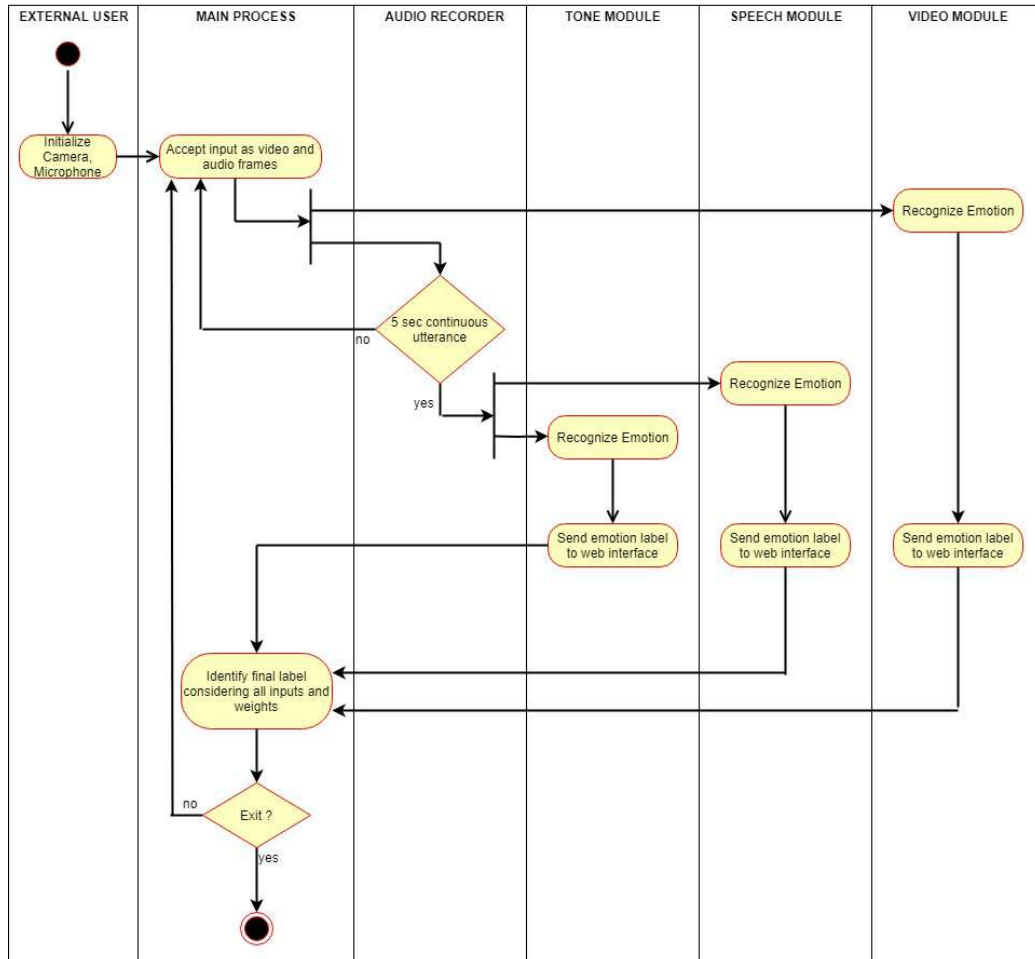 EXTERNAL USER
MAIN PROCESS
AUDIO RECORDER
TONE MODULE
SPEECH MODULE
VIDEO MODULE
Initialize
Camera,
Microphone
Accept input as video and
audio frames
Recognize Emotion
5 sec continuous
utterance
no
yes
Recognize Emotion
Recognize Emotion
Send emotion label
to web interface
Send emotion label
to web interface
Send emotion label
to web interface
Identify final label
considering all inputs and
weights
no
Exit ?
yes